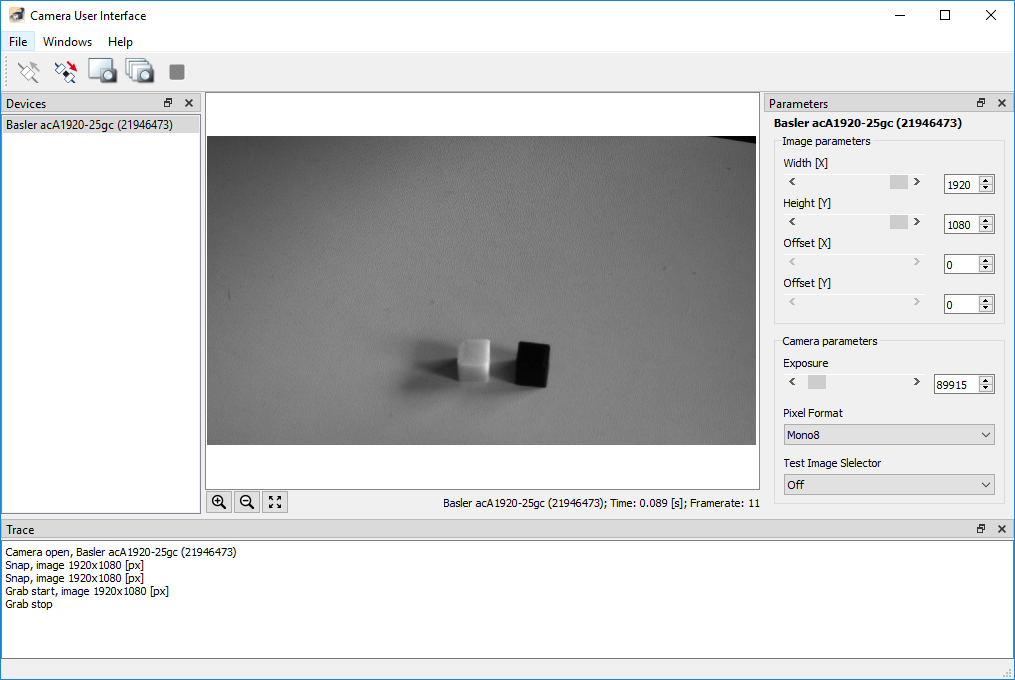 Camera User Interface
File Windows Help
Devices
Basler acA1920-25gc (21946473)
Basler acA1920-25gc (21946473); Time: 0.089 [s]; Framerate: 11
Parameters
Basler acA1920-25gc (21946473)
Image parameters
Width [X]
1920
Height [Y]
1080
Offset [X]
0
Offset [Y]
0
Camera parameters
Exposure
89915
Pixel Format
Mono8
Test Image Slelector
Off
Trace
Camera open, Basler acA1920-25gc (21946473)
Snap, image 1920x1080 [px]
Snap, image 1920x1080 [px]
Grab start, image 1920x1080 [px]
Grab stop